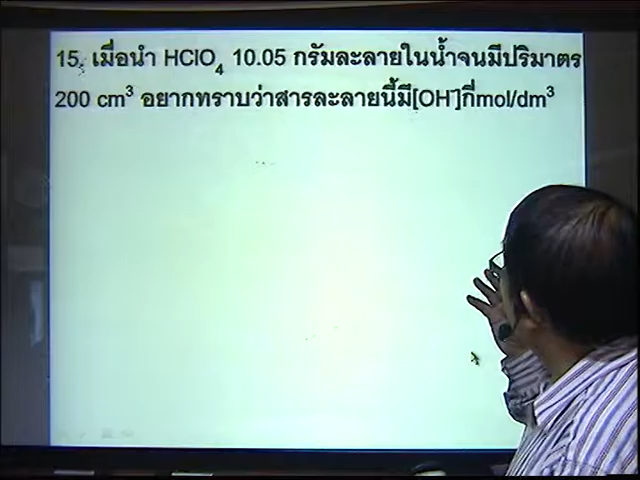 15. เมื่อนำ HClO₄ 10.05 กรัมละลายในน้ำจนมีปริมาตร
200 cm³ อยากทราบว่าสารละลายนี้มี[OH⁻]กี่mol/dm³